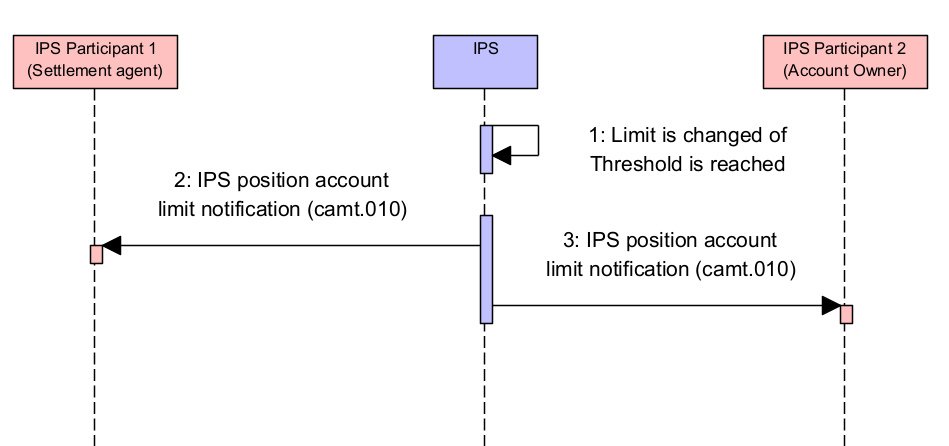 IPS Participant 1
(Settlement agent)
IPS
IPS Participant 2
(Account Owner)
1: Limit is changed of
Threshold is reached
2: IPS position account
limit notification (camt.010)
3: IPS position account
limit notification (camt.010)